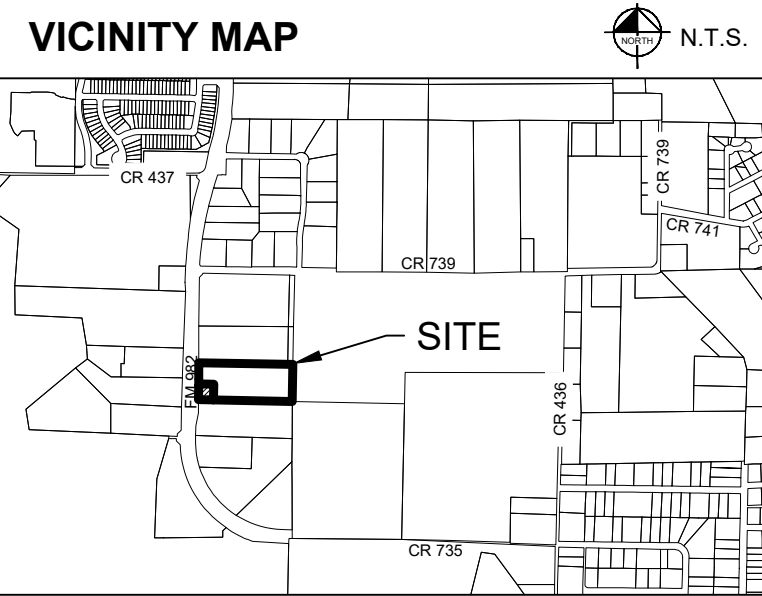 VICINITY MAP
NORTH
N.T.S.
CR 437
CR 739
CR 741
CR 739
SITE
FM 982
CR 436
CR 735